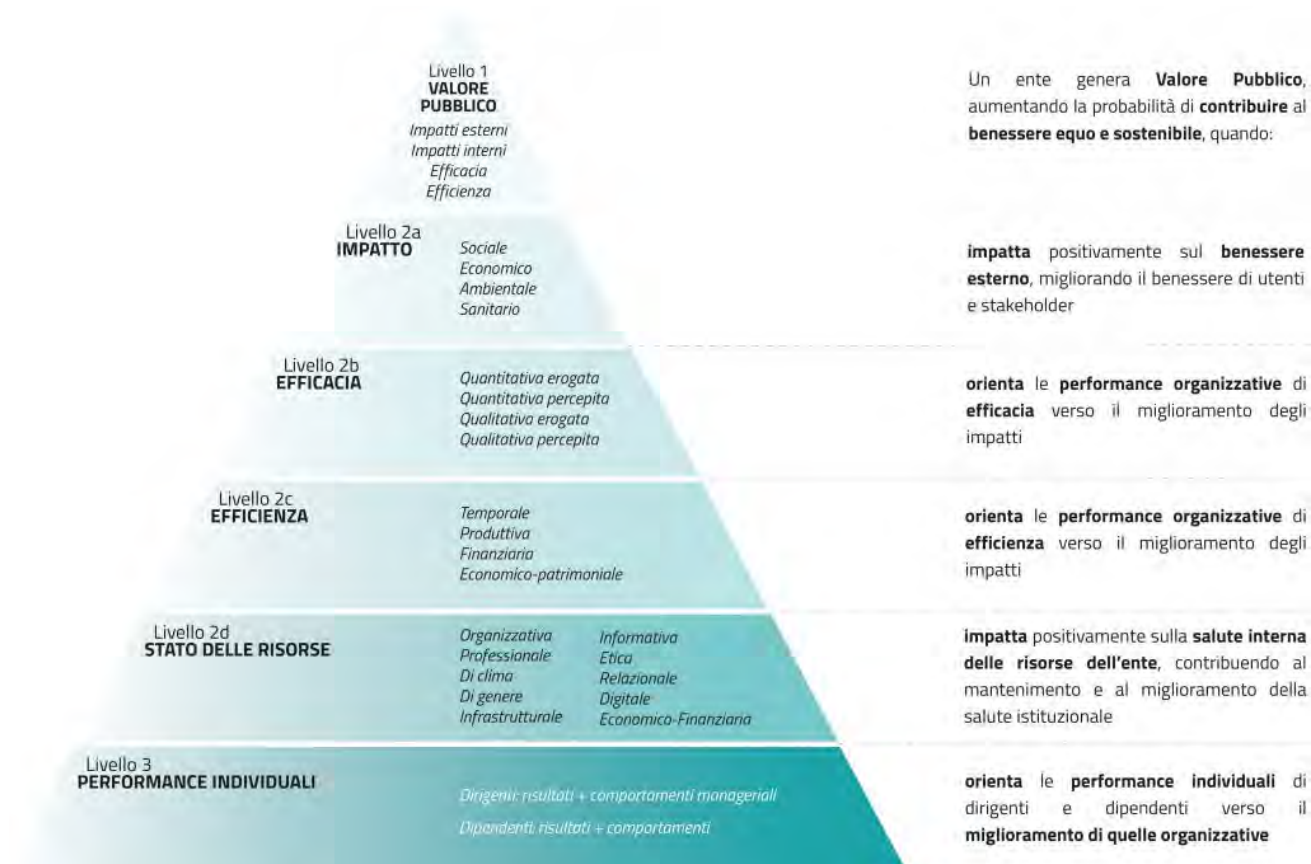 Livello 1
VALORE
PUBBLICO
Impatti esterni
Impatti interni
Efficacia
Efficienza
Un ente genera Valore Pubblico,
aumentando la probabilità di contribuire al
benessere equo e sostenibile, quando:
Livello 2a
IMPATTO
Sociale
Economico
Ambientale
Sanitario
impatta positivamente sul benessere
esterno, migliorando il benessere di utenti
e stakeholder
Livello 2b
EFFICACIA
Quantitativa erogata
Quantitativa percepita
Qualitativa erogata
Qualitativa percepita
orienta le performance organizzative di
efficacia verso il miglioramento degli
impatti
Livello 2c
EFFICIENZA
Temporale
Produttiva
Finanziaria
Economico-patrimoniale
orienta le performance organizzative di
efficienza verso il miglioramento degli
impatti
Livello 2d
STATO DELLE RISORSE
Organizzativa
Professionale
Di clima
Di genere
Infrastrutturale
Informativa
Etica
Relazionale
Digitale
Economico-Finanziaria
impatta positivamente sulla salute interna
delle risorse dell'ente, contribuendo al
mantenimento e al miglioramento della
salute istituzionale
Livello 3
PERFORMANCE INDIVIDUALI
Dirigenti: risultati + comportamenti manageriali
Dipendenti: risultati + comportamenti
orienta le performance individuali di
dirigenti e dipendenti verso il
miglioramento di quelle organizzative